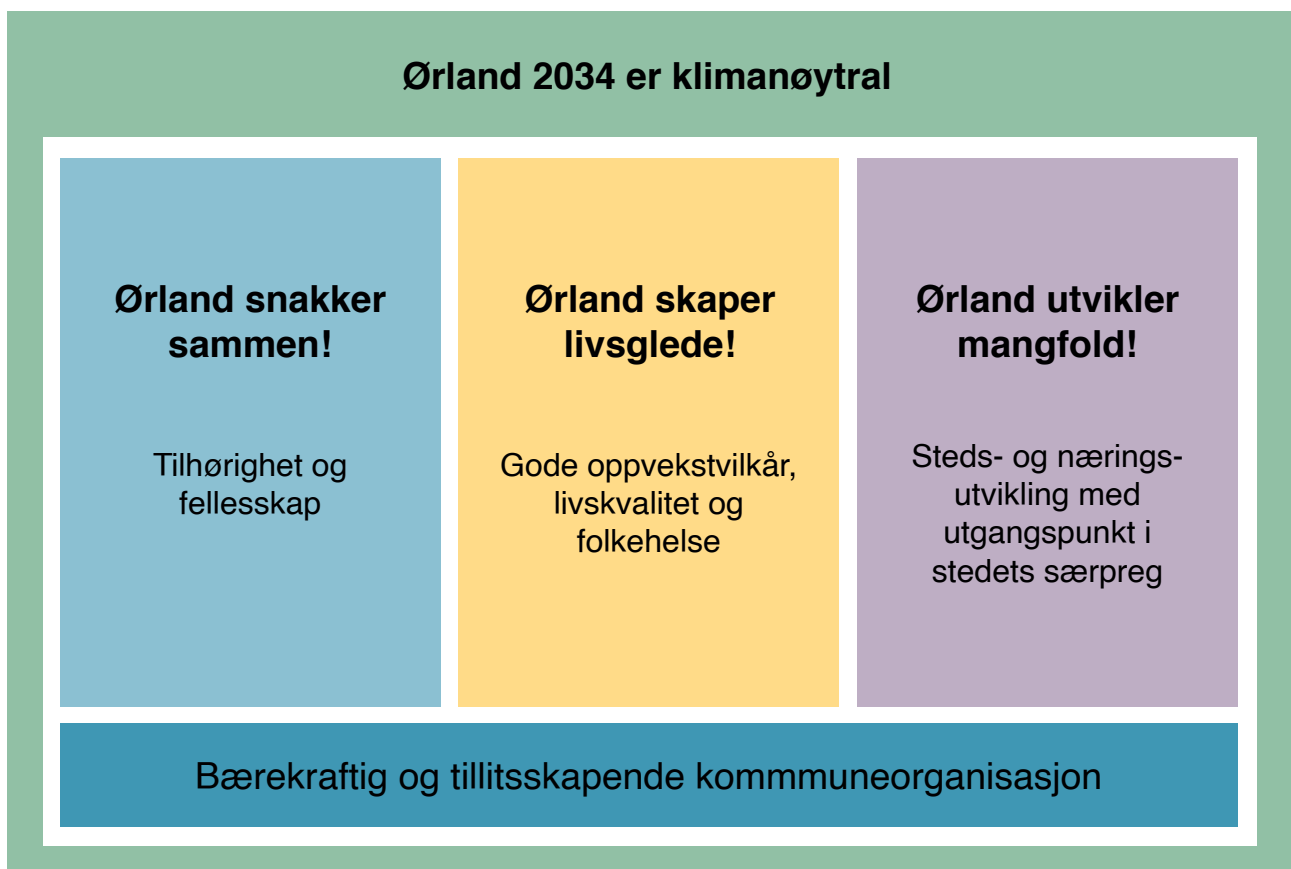 Ørland 2034 er klimanøytral
Ørland snakker
sammen!
Tilhørighet og
fellesskap
Ørland skaper
livsglede!
Gode oppvekstvilkår,
livskvalitet og
folkehelse
Ørland utvikler
mangfold!
Steds- og nærings-
utvikling med
utgangspunkt i
stedets særpreg
Bærekraftig og tillitsskapende kommmuneorganisasjon